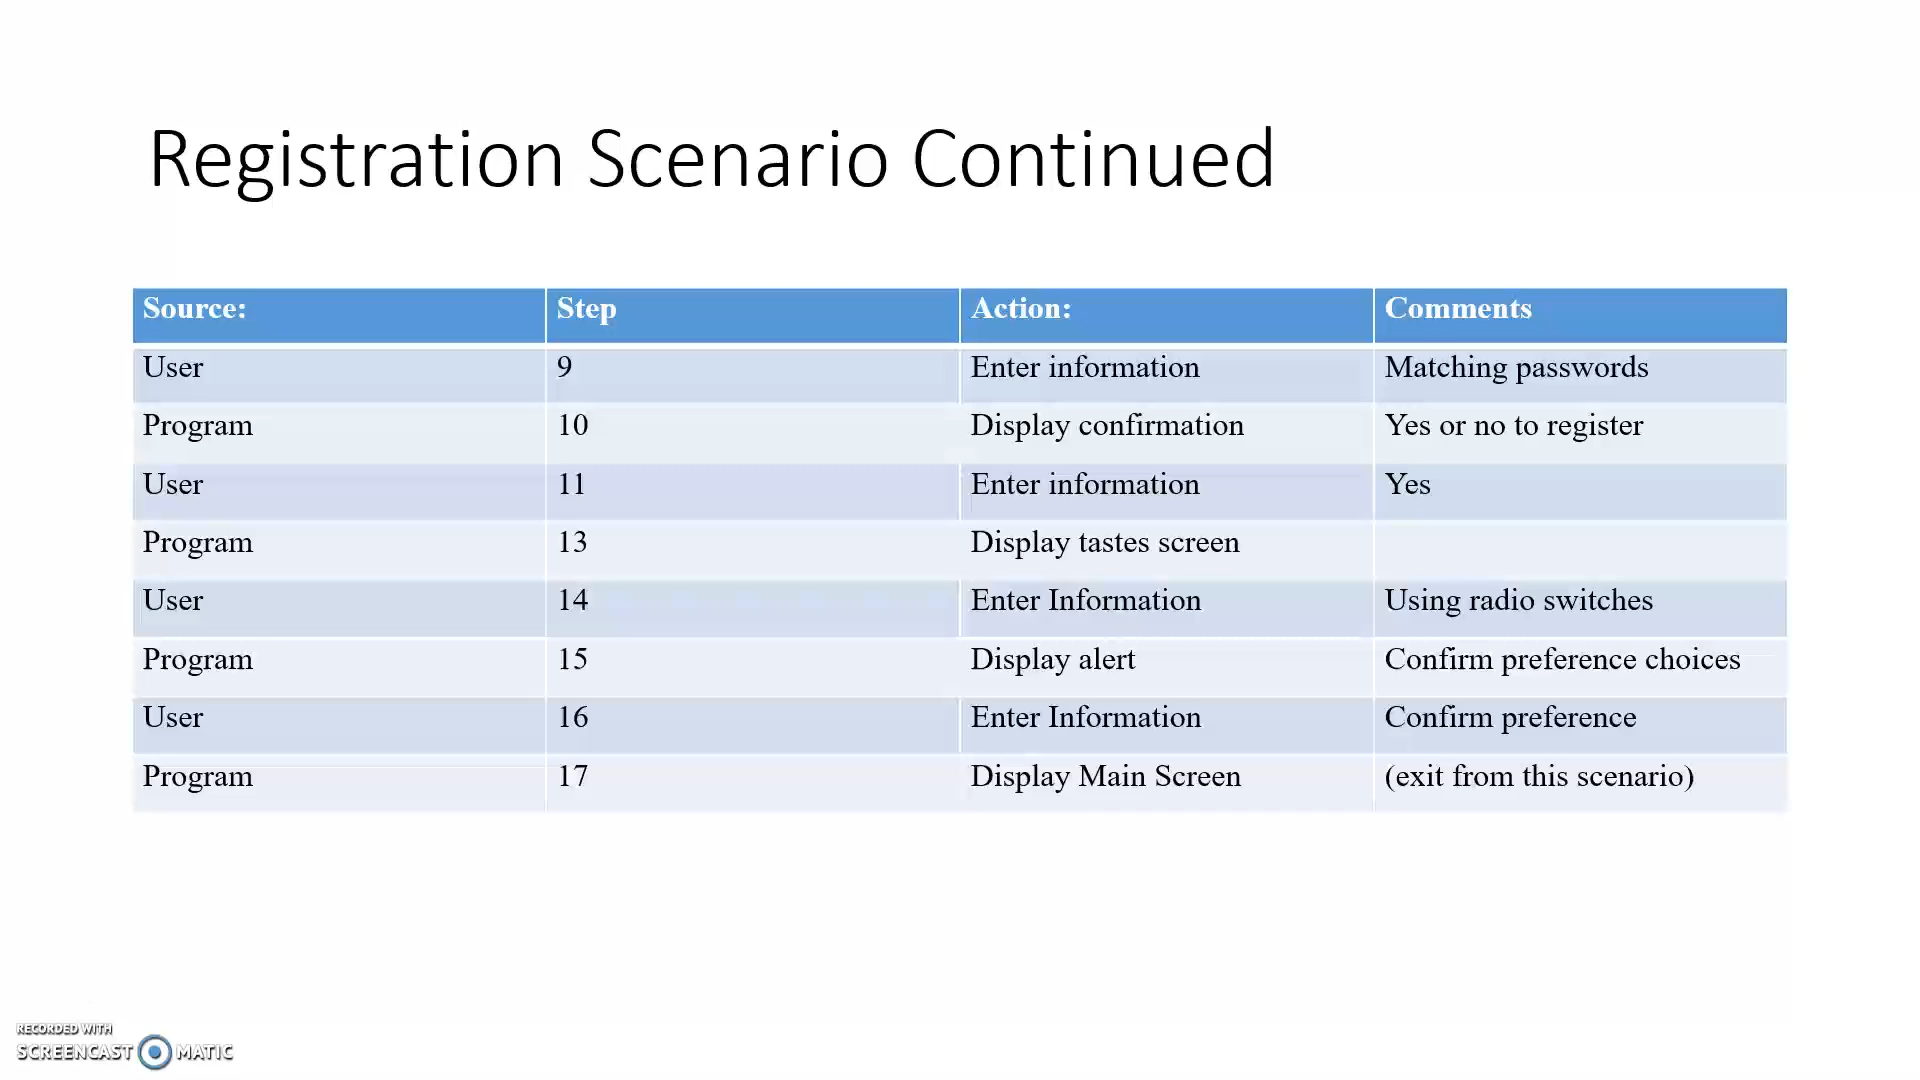 Registration Scenario Continued
Source: Step Action: Comments
User 9 Enter information Matching passwords
Program 10 Display confirmation Yes or no to register
User 11 Enter information Yes
Program 13 Display tastes screen
User 14 Enter Information Using radio switches
Program 15 Display alert Confirm preference choices
User 16 Enter Information Confirm preference
Program 17 Display Main Screen (exit from this scenario)
RECORDED WITH
SCREENCAST MATIC